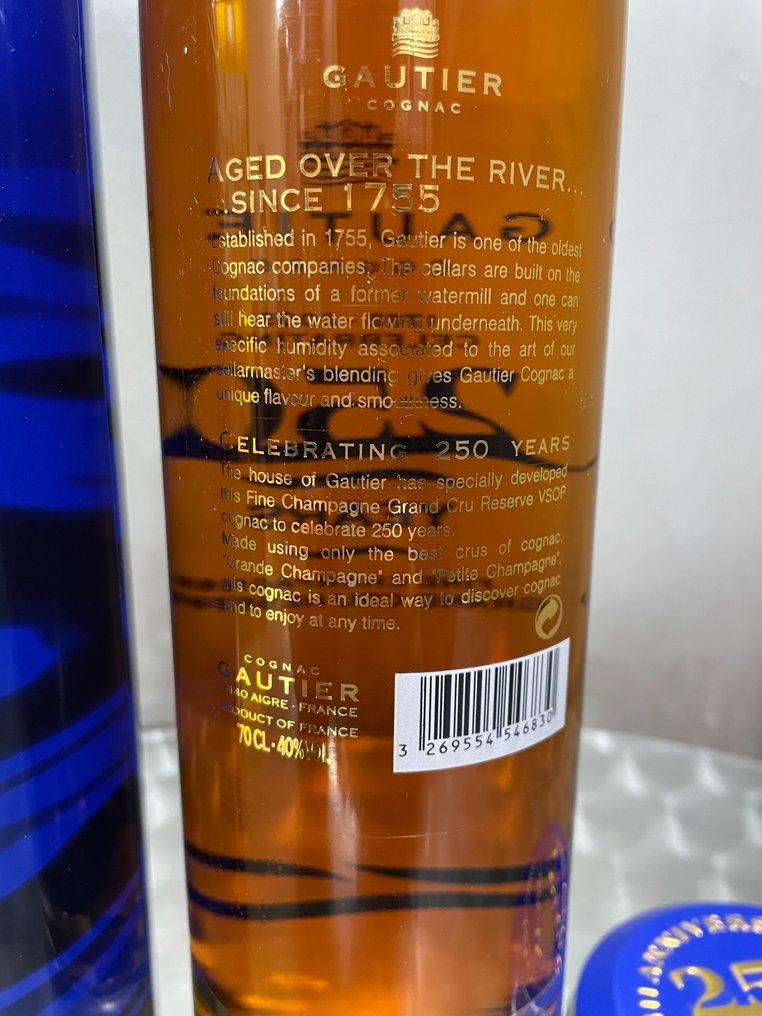 GAUTIER
COGNAC
AGED OVER THE RIVER...
...SINCE 1755
Established in 1755, Gautier is one of the oldest
Cognac companies. The cellars are built on the
foundations of a former watermill and one can
still hear the water flowing underneath. This very
specific humidity associated to the art of our
cellarmaster's blending gives Gautier Cognac a
unique flavour and smoothness.
CELEBRATING 250 YEARS
The house of Gautier has specially developed
this Fine Champagne Grand Cru Reserve VSOP
cognac to celebrate 250 years.
Made using only the best crus of cognac,
"Grande Champagne" and "Petite Champagne",
this cognac is an ideal way to discover cognac
and to enjoy at any time.
COGNAC
GAUTIER
AIGRE - FRANCE
PRODUCT OF FRANCE
70 CL - 40% VOL
3 269554 546830